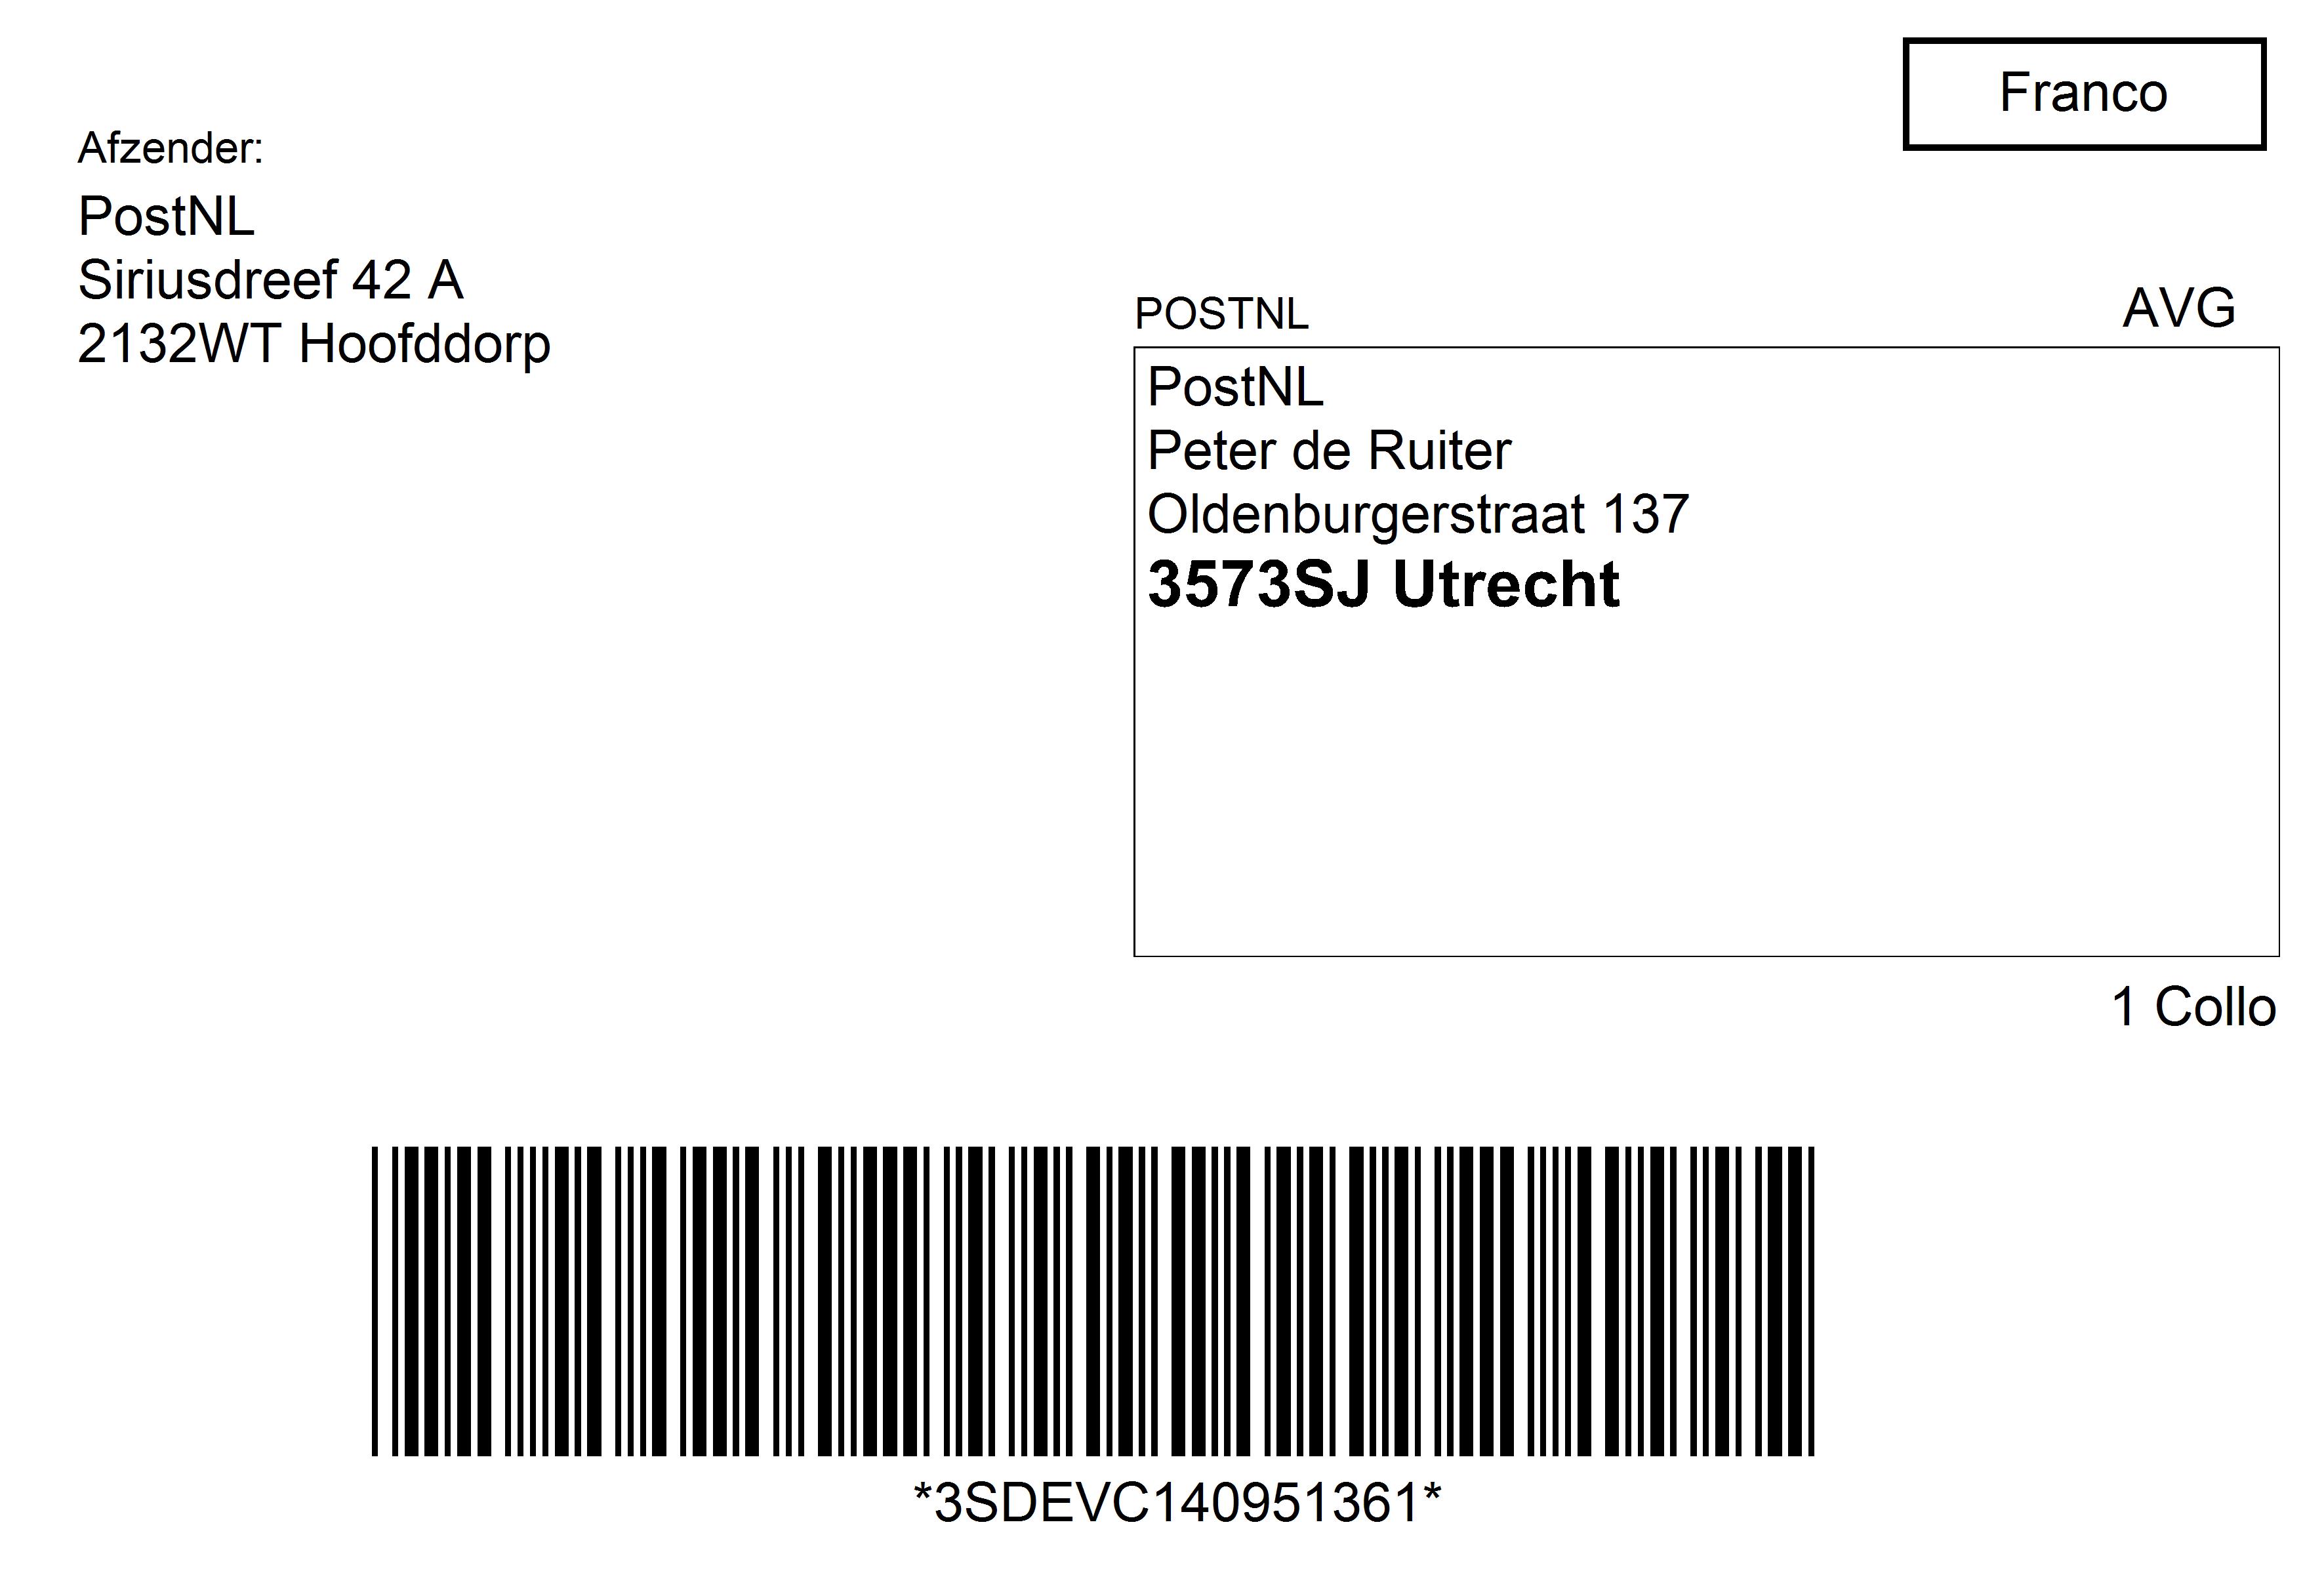 Franco
Afzender:
PostNL
Siriusdreef 42 A
2132WT Hoofddorp
POSTNL
AVG
PostNL
Peter de Ruiter
Oldenburgerstraat 137
3573SJ Utrecht
1 Collo
*3SDEVC140951361*